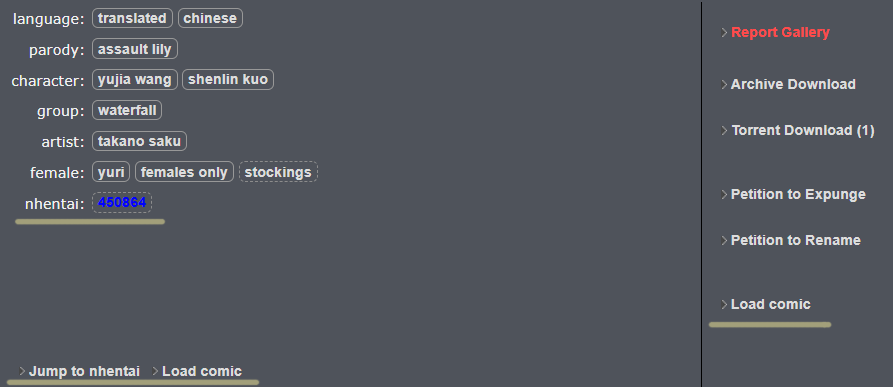 language: translated chinese
parody: assault lily
character: yujia wang shenlin kuo
group: waterfall
artist: takano saku
female: yuri females only stockings
nhentai: 450864
Jump to nhentai Load comic
Report Gallery
Archive Download
Torrent Download (1)
Petition to Expunge
Petition to Rename
Load comic